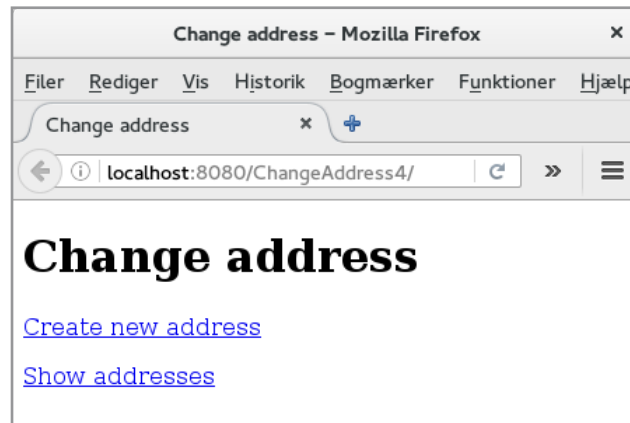 Change address – Mozilla Firefox
Filer Rediger Vis Historik Bogmærker Funktioner Hjælp
Change address
localhost:8080/ChangeAddress4/
Change address
Create new address
Show addresses